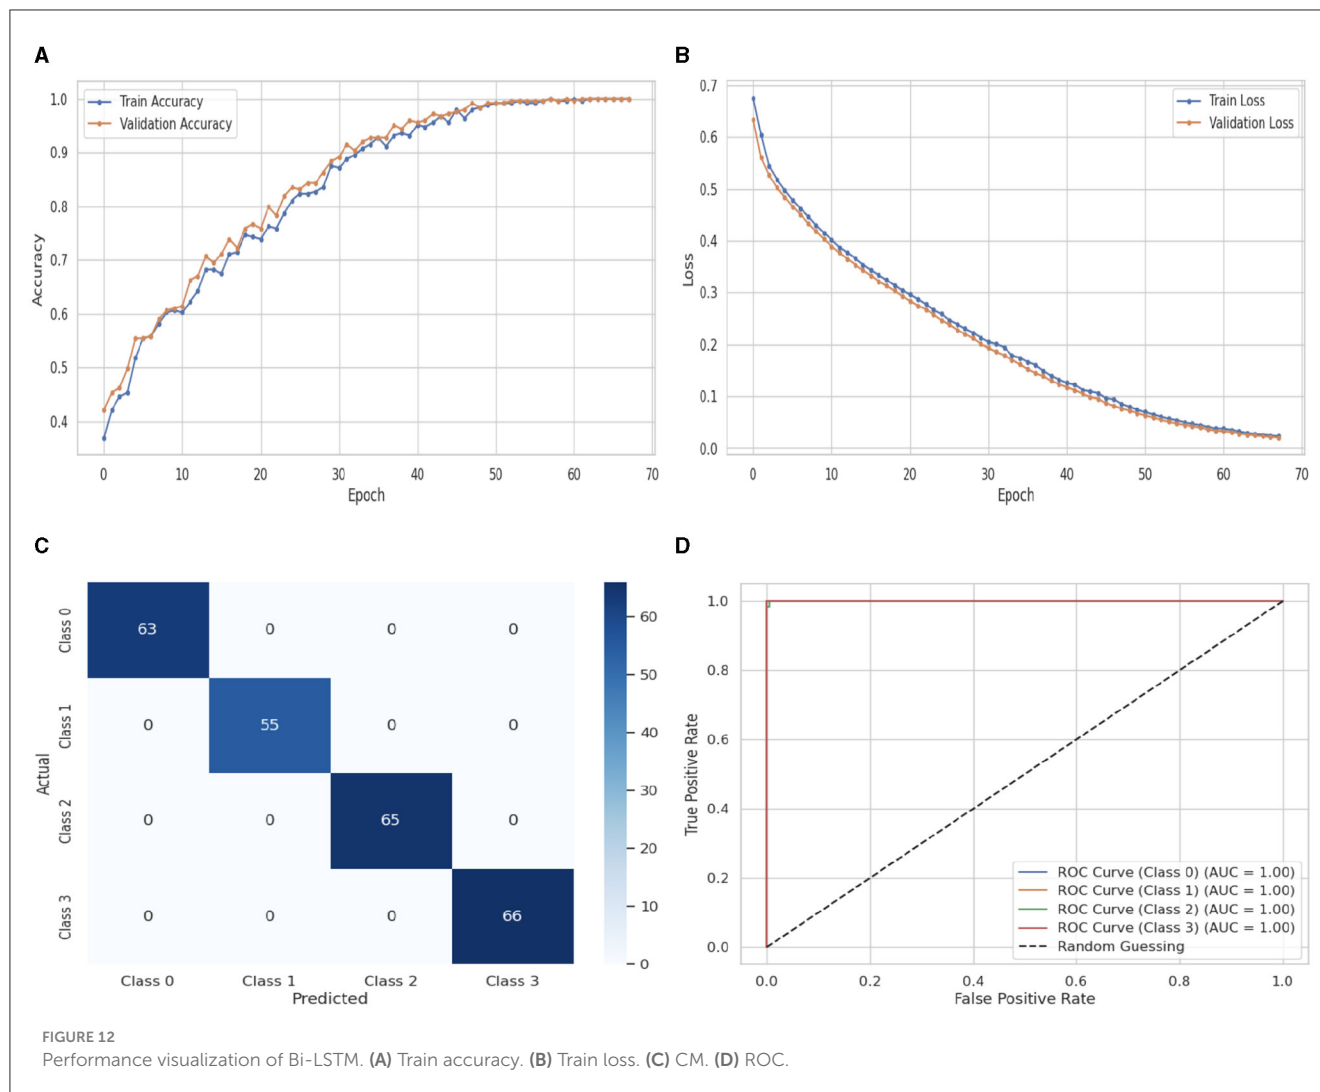 A
1.0
0.9
0.8
0.7
0.6
0.5
0.4
Accuracy
Train Accuracy
Validation Accuracy
0 10 20 30 40 50 60 70
Epoch
B
0.7
0.6
0.5
0.4
0.3
0.2
0.1
0.0
Loss
Train Loss
Validation Loss
0 10 20 30 40 50 60 70
Epoch
C
Actual
Class 0
63 0 0 0
Class 1
0 55 0 0
Class 2
0 0 65 0
Class 3
0 0 0 66
Class 0 Class 1 Class 2 Class 3
Predicted
60
50
40
30
20
10
0
D
1.0
0.8
0.6
0.4
0.2
0.0
True Positive Rate
ROC Curve (Class 0) (AUC = 1.00)
ROC Curve (Class 1) (AUC = 1.00)
ROC Curve (Class 2) (AUC = 1.00)
ROC Curve (Class 3) (AUC = 1.00)
Random Guessing
0.0 0.2 0.4 0.6 0.8 1.0
False Positive Rate
FIGURE 12
Performance visualization of Bi-LSTM. (A) Train accuracy. (B) Train loss. (C) CM. (D) ROC.